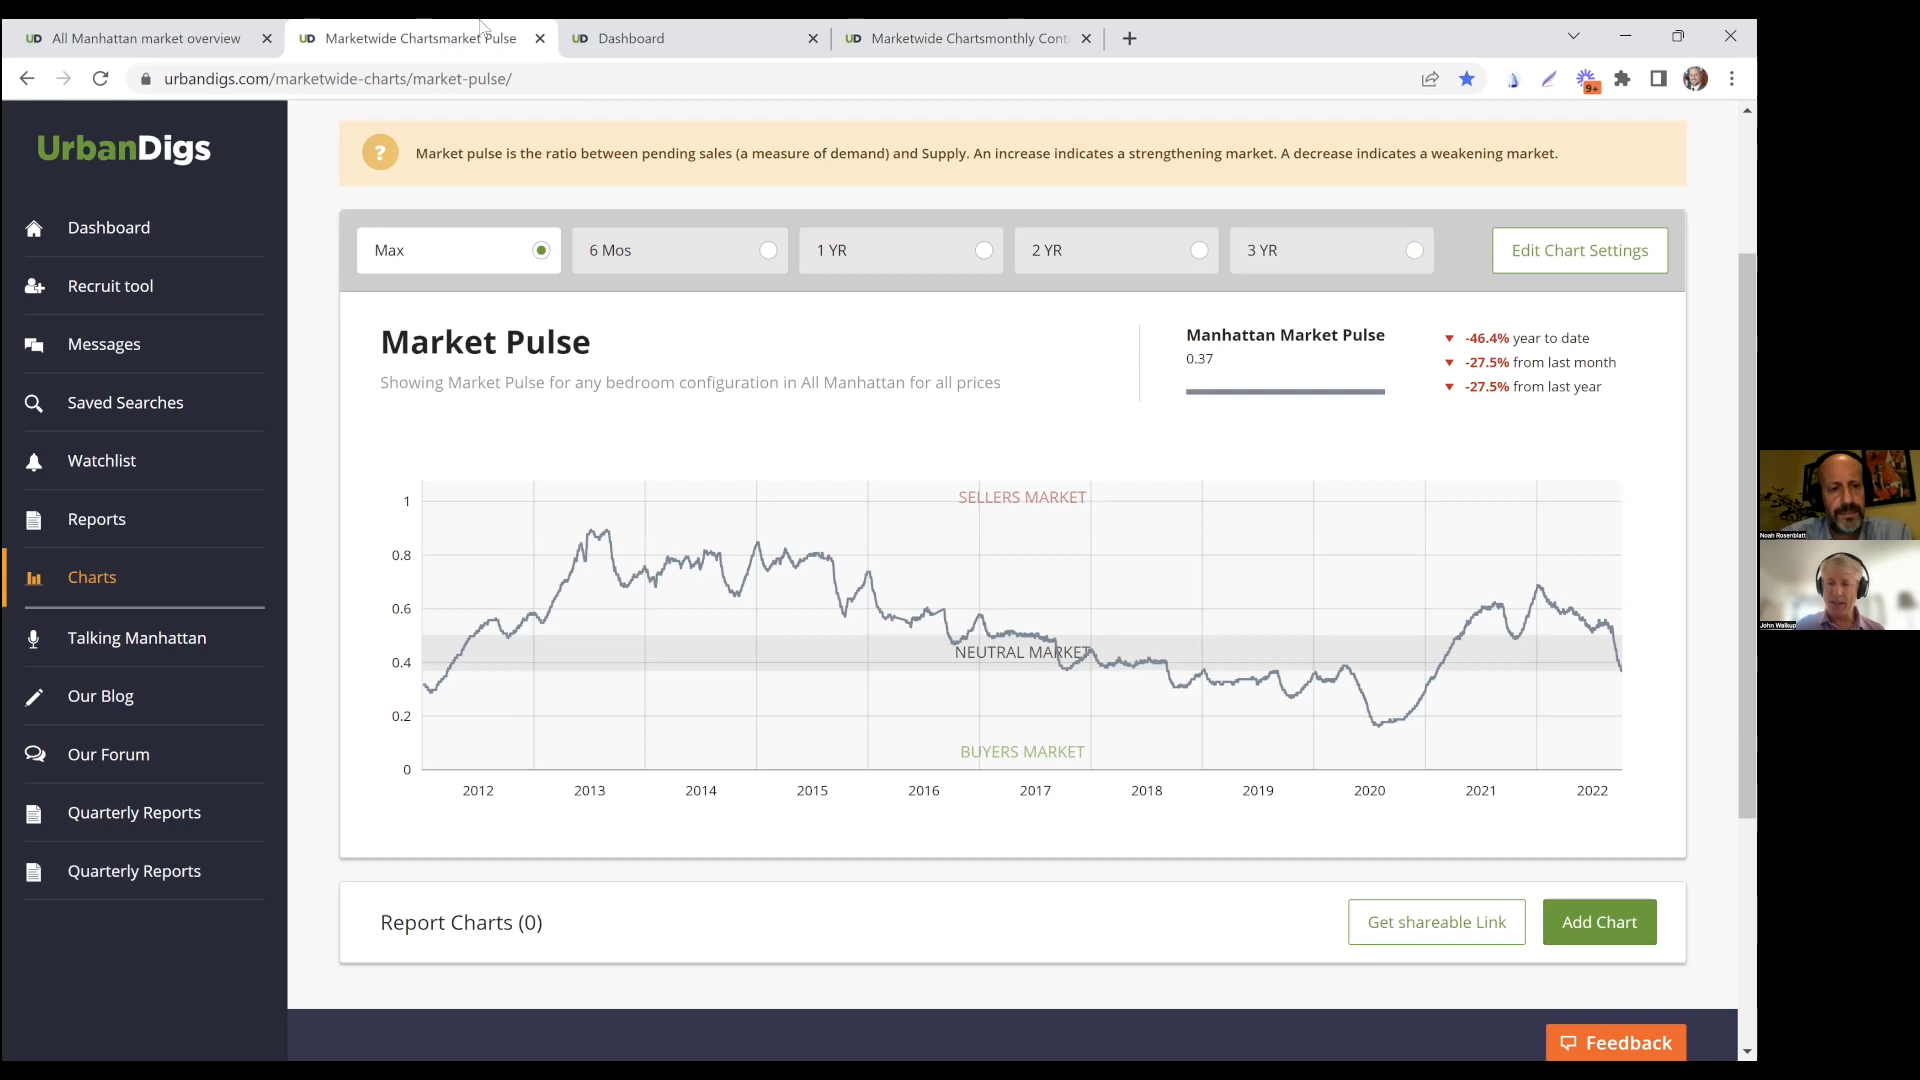 UD All Manhattan market overview
UD Marketwide Chartsmarket Pulse
UD Dashboard
UD Marketwide Chartsmonthly Cont
urbandigs.com/marketwide-charts/market-pulse/
9+
UrbanDigs
Dashboard
Recruit tool
Messages
Saved Searches
Watchlist
Reports
Charts
Talking Manhattan
Our Blog
Our Forum
Quarterly Reports
Quarterly Reports
? Market pulse is the ratio between pending sales (a measure of demand) and Supply. An increase indicates a strengthening market. A decrease indicates a weakening market.
Max 6 Mos 1 YR 2 YR 3 YR Edit Chart Settings
Market Pulse
Showing Market Pulse for any bedroom configuration in All Manhattan for all prices
Manhattan Market Pulse
0.37
-46.4% year to date
-27.5% from last month
-27.5% from last year
SELLERS MARKET
NEUTRAL MARKET
BUYERS MARKET
1
0.8
0.6
0.4
0.2
0
2012 2013 2014 2015 2016 2017 2018 2019 2020 2021 2022
Report Charts (0)
Get shareable Link
Add Chart
Feedback
Noah Rosenblatt
John Walkup